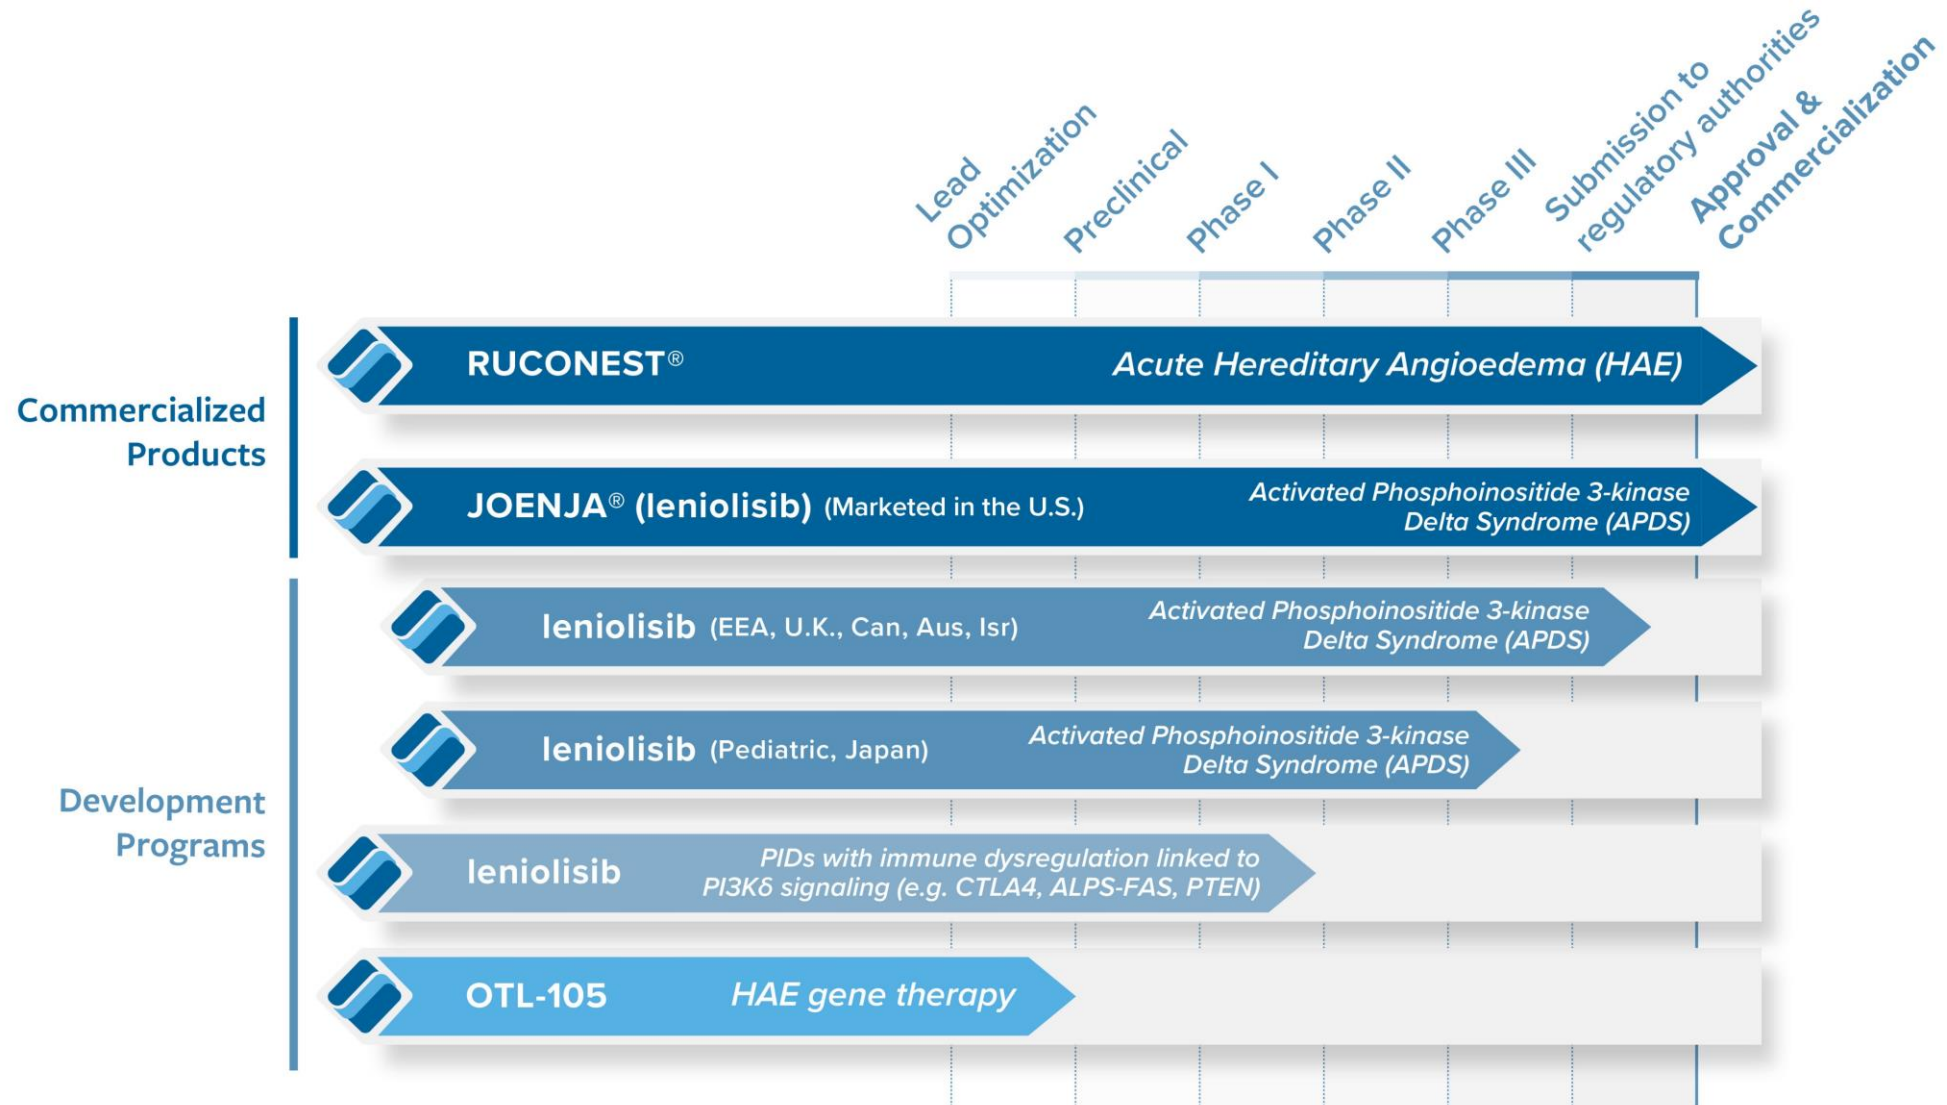 Lead
Optimization
Preclinical
Phase I
Phase II
Phase III
Submission to
regulatory authorities
Approval &
Commercialization
Commercialized
Products
RUCONEST®
Acute Hereditary Angioedema (HAE)
JOENJA® (leniolisib) (Marketed in the U.S.)
Activated Phosphoinositide 3-kinase
Delta Syndrome (APDS)
Development
Programs
leniolisib (EEA, U.K., Can, Aus, Isr)
Activated Phosphoinositide 3-kinase
Delta Syndrome (APDS)
leniolisib (Pediatric, Japan)
Activated Phosphoinositide 3-kinase
Delta Syndrome (APDS)
leniolisib
PIDs with immune dysregulation linked to
PI3Kδ signaling (e.g. CTLA4, ALPS-FAS, PTEN)
OTL-105
HAE gene therapy